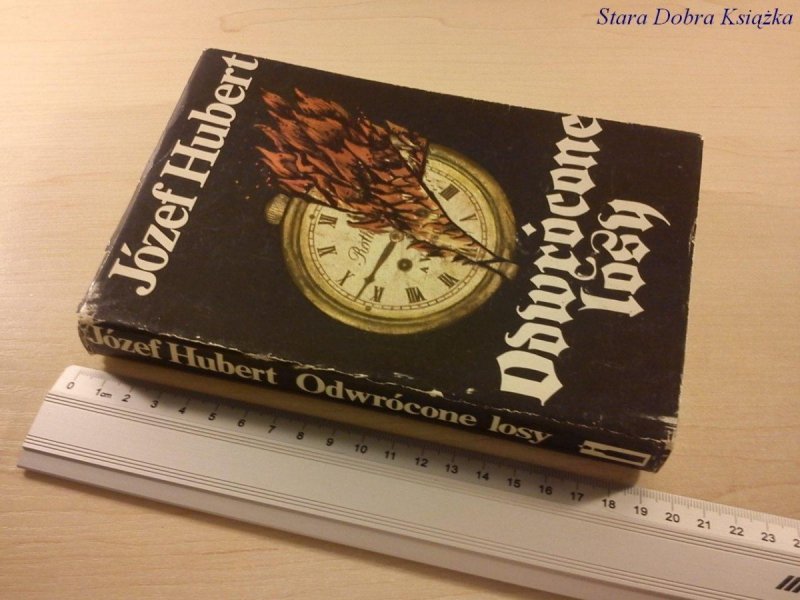 Stara Dobra Książka
Józef Hubert
Odwrócone
losy
Józef Hubert Odwrócone losy
0 1cm 2 3 4 5 6 7 8 9 10 11 12 13 14 15 16 17 18 19 20 21 22 23